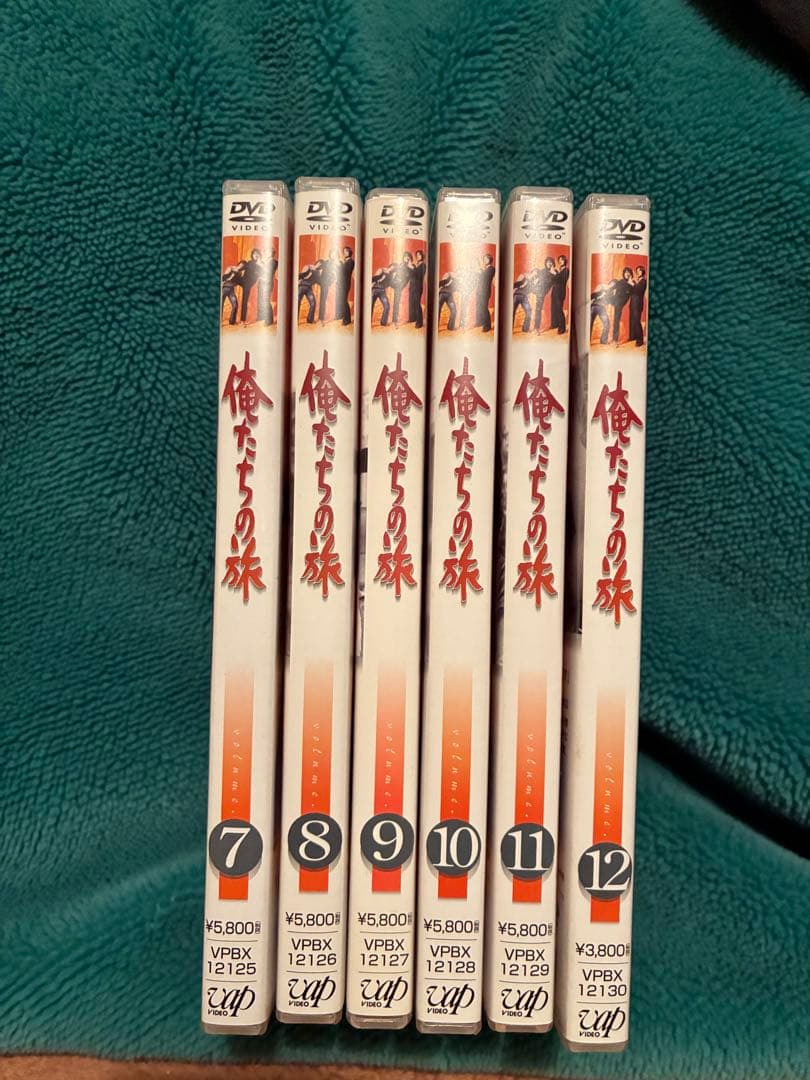 DVD
VIDEO
俺たちの旅
volume.
7
¥5,800
VPBX
12125
vap
VIDEO
DVD
VIDEO
俺たちの旅
volume.
8
¥5,800
VPBX
12126
vap
VIDEO
DVD
VIDEO
俺たちの旅
volume.
9
¥5,800
VPBX
12127
vap
VIDEO
DVD
VIDEO
俺たちの旅
volume.
10
¥5,800
VPBX
12128
vap
VIDEO
DVD
VIDEO
俺たちの旅
volume.
11
¥5,800
VPBX
12129
vap
VIDEO
DVD
VIDEO
俺たちの旅
volume.
12
¥3,800
VPBX
12130
vap
VIDEO